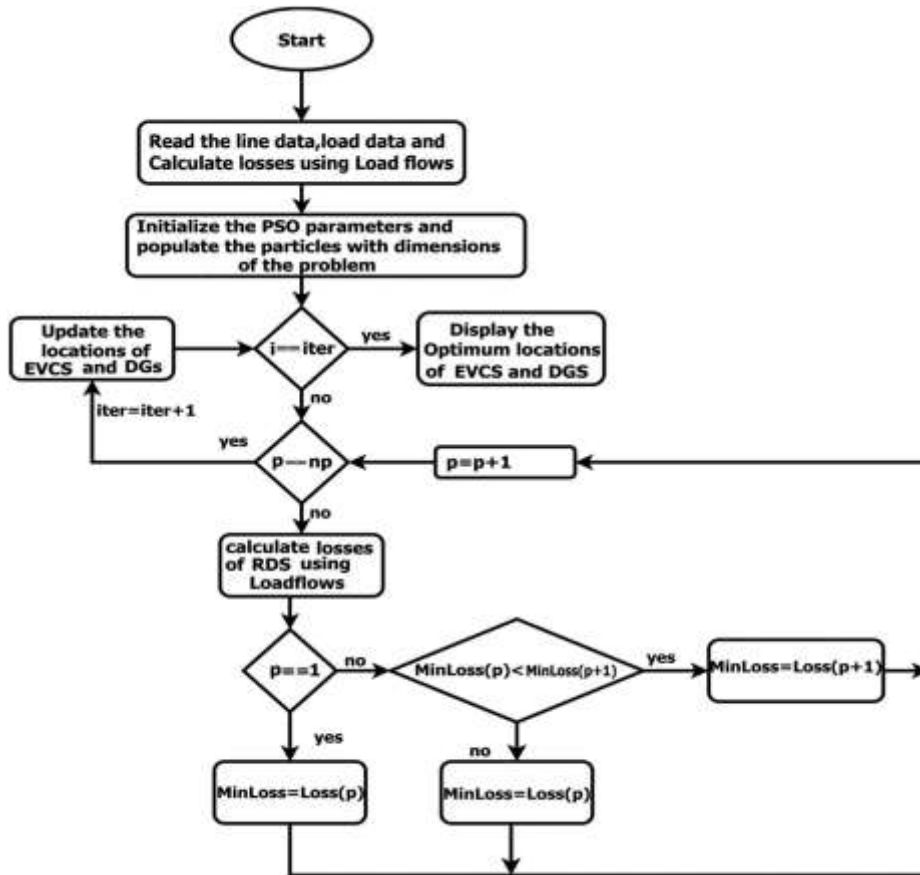 Start
Read the line data,load data and
Calculate losses using Load flows
Initialize the PSO parameters and
populate the particles with dimensions
of the problem
Update the
locations of
EVCS and DGs
i==iter
yes
Display the
Optimum locations
of EVCS and DGS
no
iter=iter+1
yes
p==np
p=p+1
no
calculate losses
of RDS using
Loadflows
p==1
no
MinLoss(p)<MinLoss(p+1)
yes
MinLoss=Loss(p+1)
yes
no
MinLoss=Loss(p)
MinLoss=Loss(p)